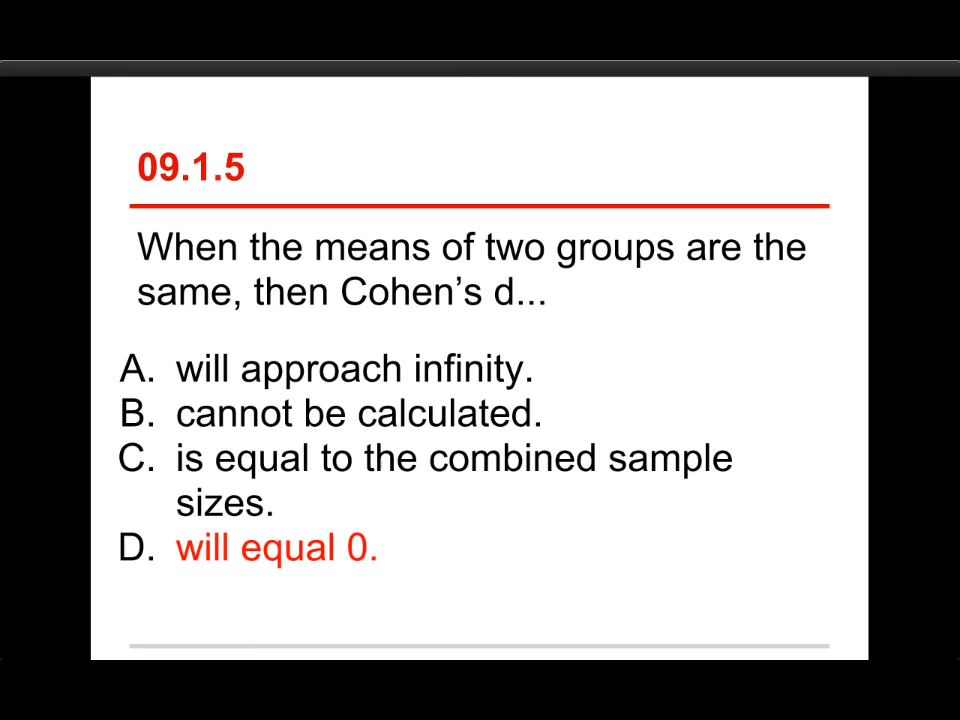 09.1.5
When the means of two groups are the
same, then Cohen’s d...
A. will approach infinity.
B. cannot be calculated.
C. is equal to the combined sample
sizes.
D. will equal 0.